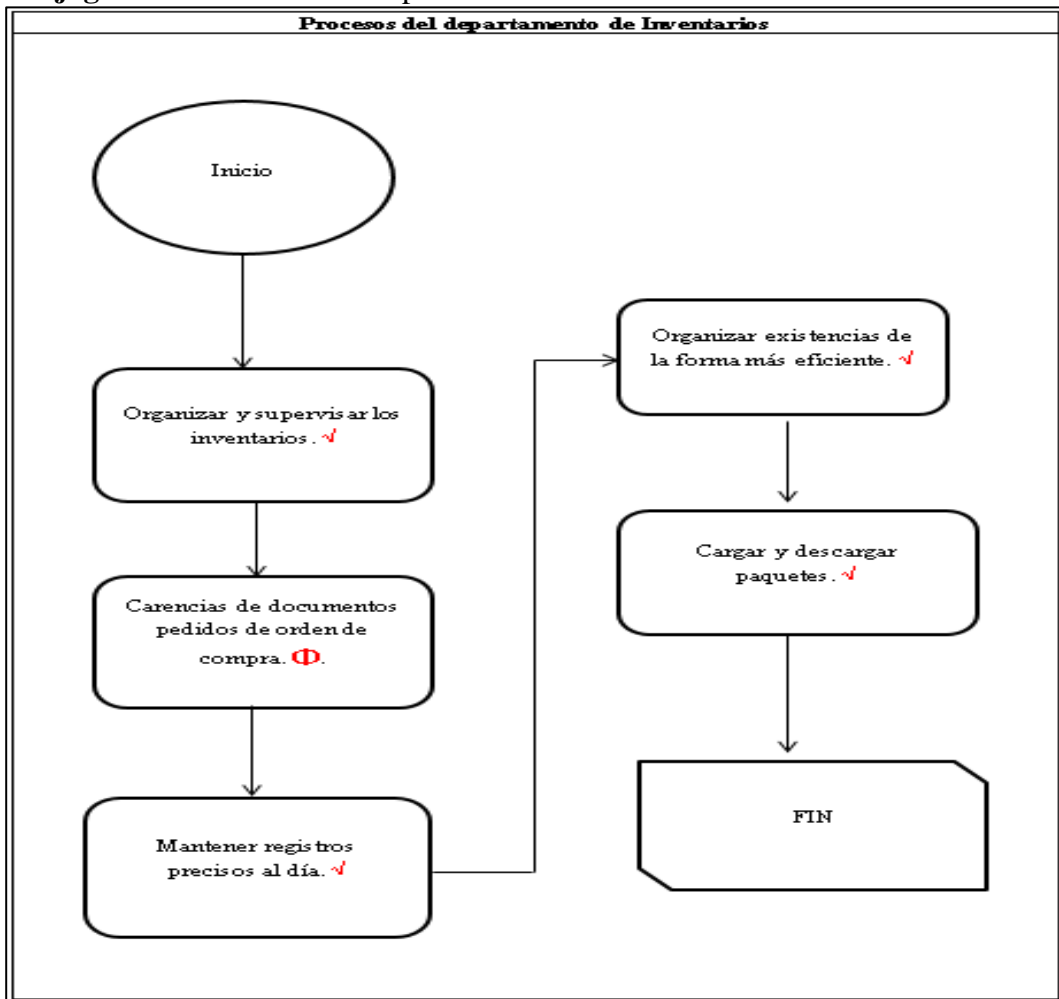 Procesos del departamento de Inventarios
Inicio
Organizar y supervisar los
inventarios. √
Carencias de documentos
pedidos de orden de
compra. Ф.
Mantener registros
precisos al día. √
Organizar existencias de
la forma más eficiente. √
Cargar y descargar
paquetes. √
FIN